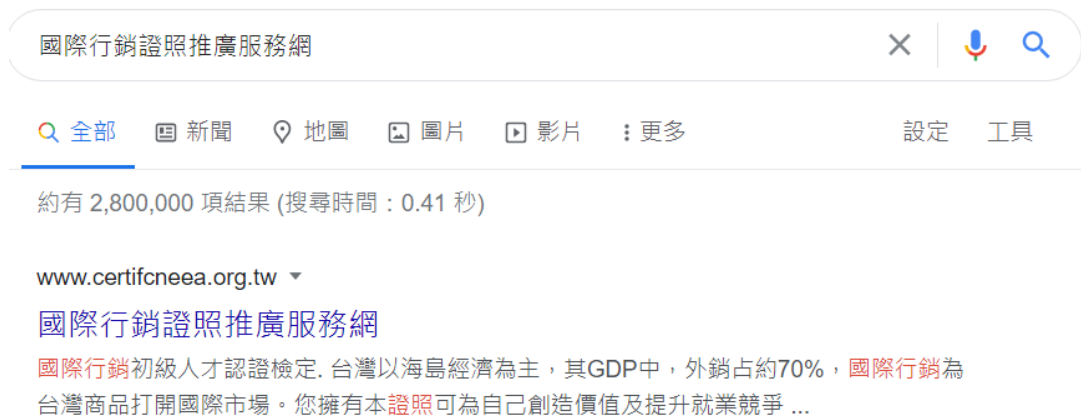 國際行銷證照推廣服務網
全部 新聞 地圖 圖片 影片 更多 設定 工具
約有 2,800,000 項結果 (搜尋時間：0.41 秒)
www.certifcneea.org.tw
國際行銷證照推廣服務網
國際行銷初級人才認證檢定. 台灣以海島經濟為主，其GDP中，外銷占約70%，國際行銷為
台灣商品打開國際市場。您擁有本證照可為自己創造價值及提升就業競爭 ...